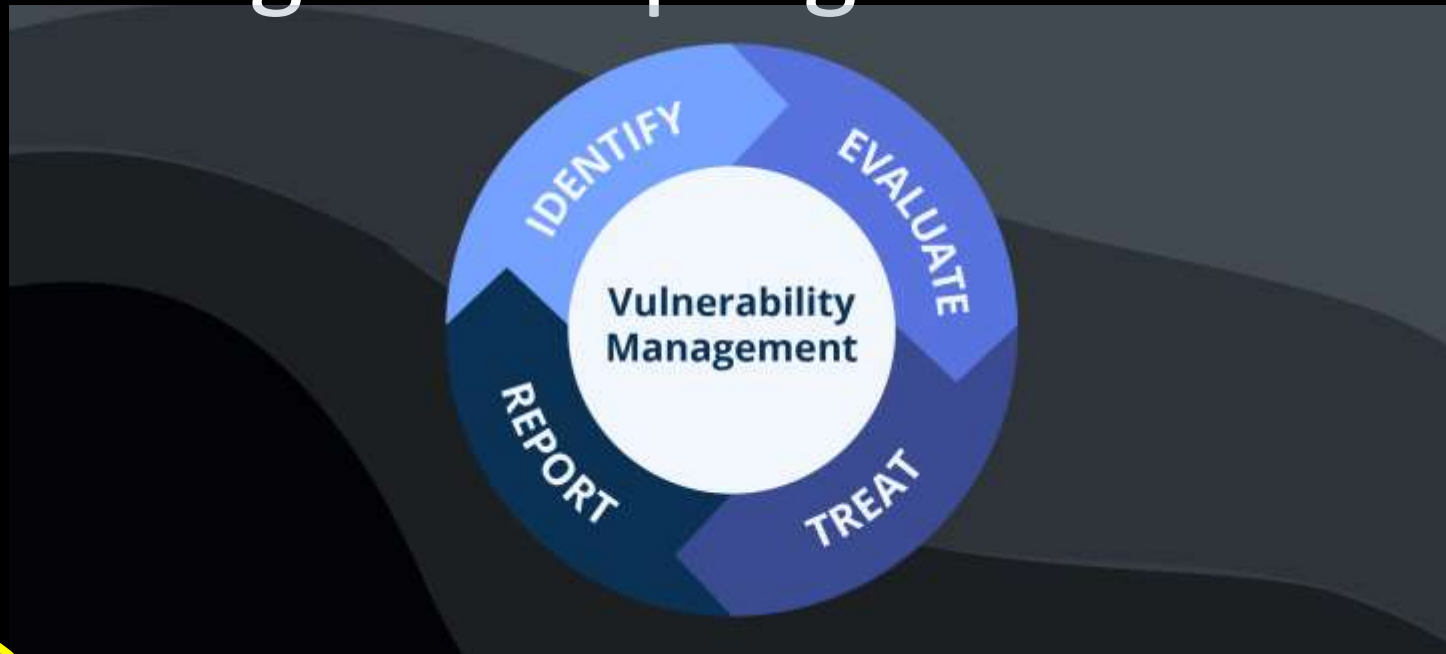 IDENTIFY
EVALUATE
Vulnerability
Management
REPORT
TREAT